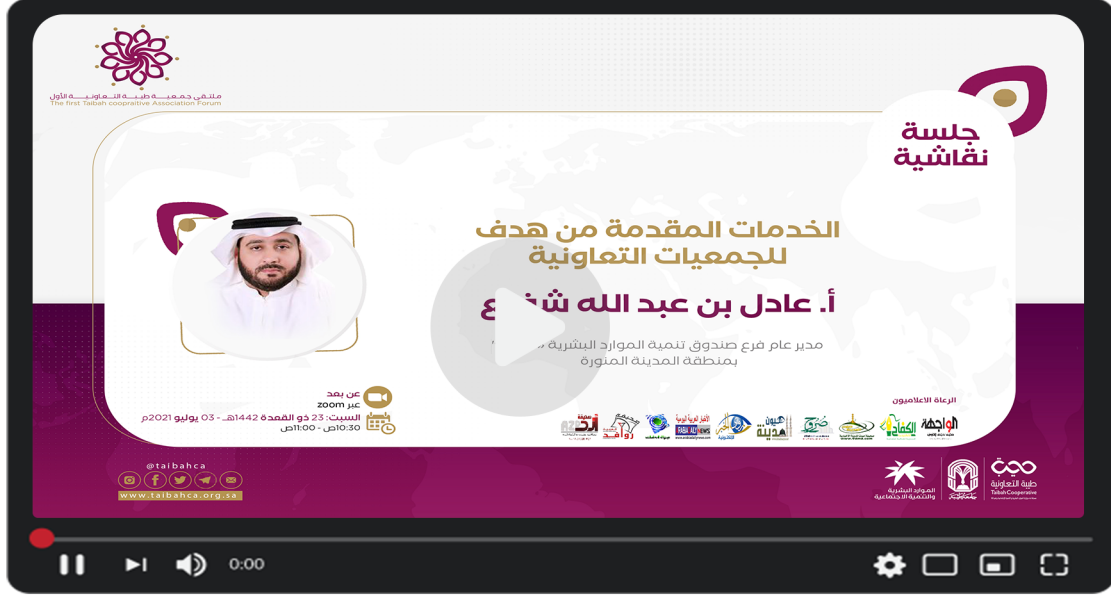 ملتقى جمعية طيبة التعاونية الأول
The first Taibah coopraitive Association Forum
جلسة
نقاشية
الخدمات المقدمة من هدف
للجمعيات التعاونية
أ. عادل بن عبد الله
مدير عام فرع صندوق تنمية الموارد البشرية
بمنطقة المدينة المنورة
عن بعد
عبر zoom
السبت: 23 ذو القعدة 1442هـ - 03 يوليو 2021م
10:30ص - 11:00ص
الرعاة الاعلاميون
الواجهة
روافد
@taibahca
www.taibahca.org.sa
الموارد البشرية
والتنمية الاجتماعية
طيبة التعاونية
Taibah Cooperative
0:00